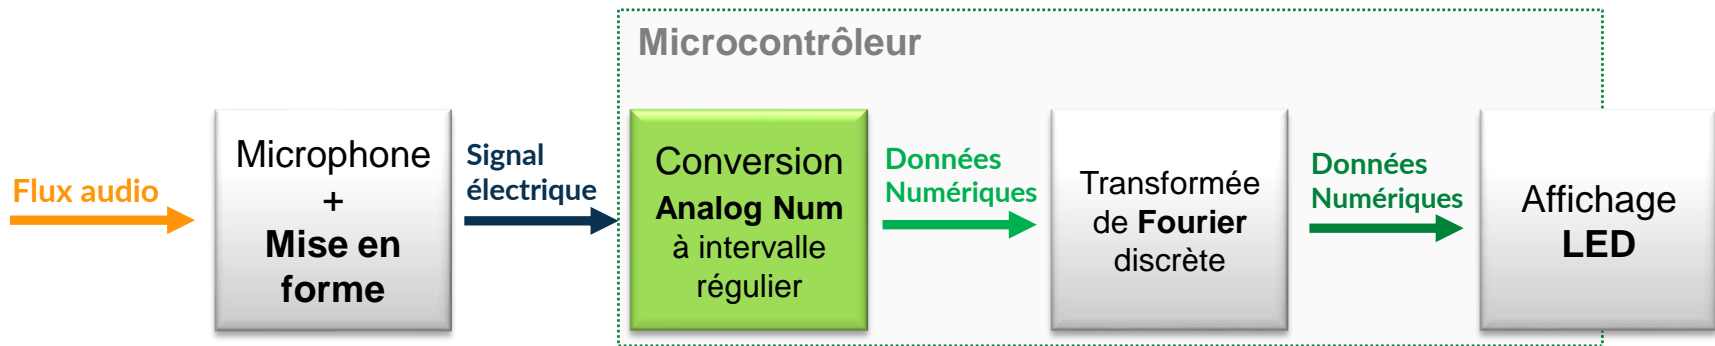 Microcontrôleur
Flux audio
Microphone
+
Mise en
forme
Signal
électrique
Conversion
Analog Num
à intervalle
régulier
Données
Numériques
Transformée
de Fourier
discrète
Données
Numériques
Affichage
LED